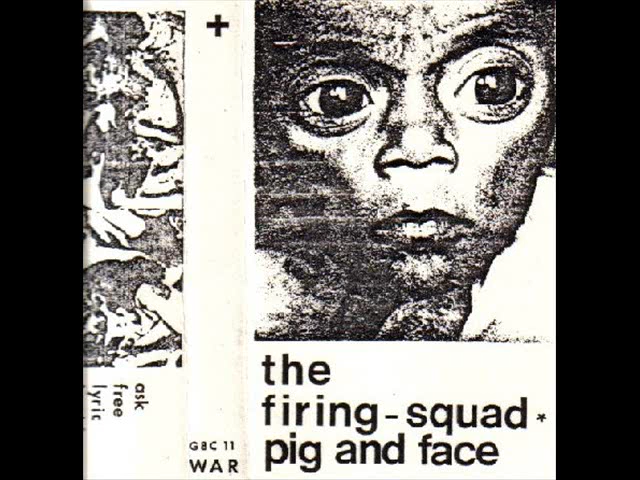 +
the
firing-squad *
pig and face
GBC 11
WAR
ask
free
lyric